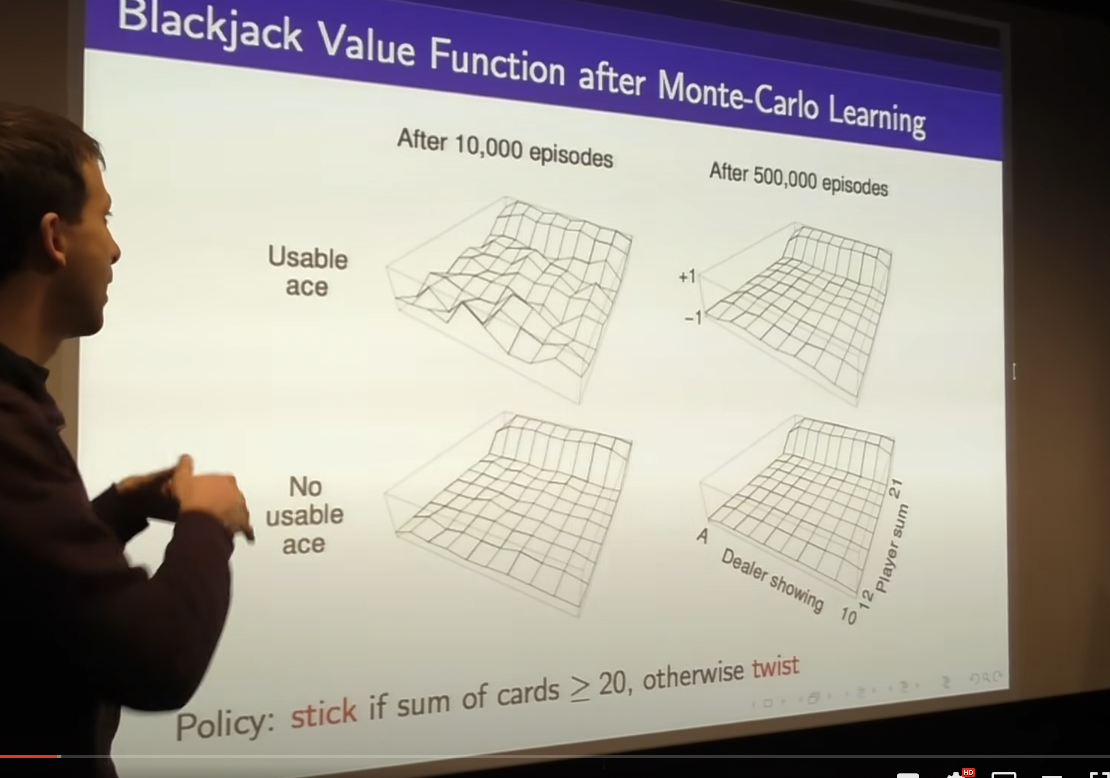 Blackjack Value Function after Monte-Carlo Learning
After 10,000 episodes
After 500,000 episodes
Usable
ace
+1
−1
No
usable
ace
A
Dealer showing
10
12
Player sum
21
Policy: stick if sum of cards ≥ 20, otherwise twist
HD